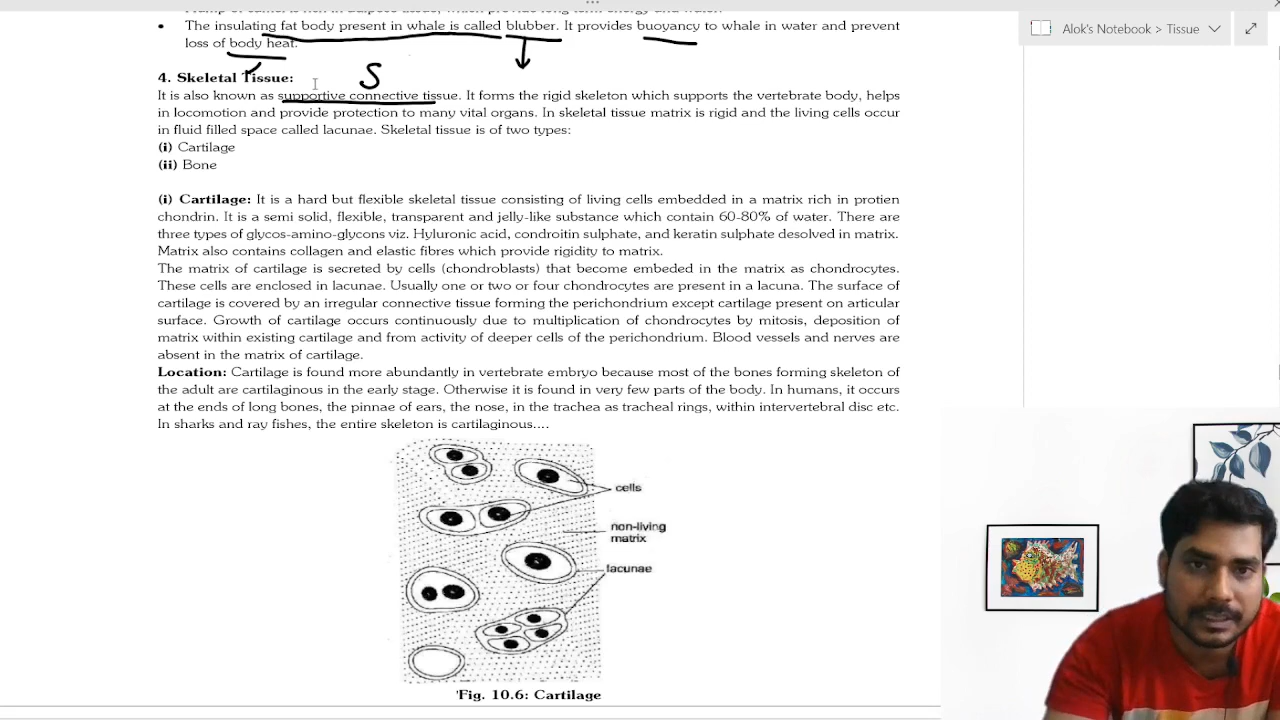 The insulating fat body present in whale is called blubber. It provides buoyancy to whale in water and prevent
loss of body heat.
4. Skeletal Tissue:
S
It is also known as supportive connective tissue. It forms the rigid skeleton which supports the vertebrate body, helps
in locomotion and provide protection to many vital organs. In skeletal tissue matrix is rigid and the living cells occur
in fluid filled space called lacunae. Skeletal tissue is of two types:
(i) Cartilage
(ii) Bone
(i) Cartilage: It is a hard but flexible skeletal tissue consisting of living cells embedded in a matrix rich in protien
chondrin. It is a semi solid, flexible, transparent and jelly-like substance which contain 60-80% of water. There are
three types of glycos-amino-glycons viz. Hyluronic acid, condroitin sulphate, and keratin sulphate desolved in matrix.
Matrix also contains collagen and elastic fibres which provide rigidity to matrix.
The matrix of cartilage is secreted by cells (chondroblasts) that become embeded in the matrix as chondrocytes.
These cells are enclosed in lacunae. Usually one or two or four chondrocytes are present in a lacuna. The surface of
cartilage is covered by an irregular connective tissue forming the perichondrium except cartilage present on articular
surface. Growth of cartilage occurs continuously due to multiplication of chondrocytes by mitosis, deposition of
matrix within existing cartilage and from activity of deeper cells of the perichondrium. Blood vessels and nerves are
absent in the matrix of cartilage.
Location: Cartilage is found more abundantly in vertebrate embryo because most of the bones forming skeleton of
the adult are cartilaginous in the early stage. Otherwise it is found in very few parts of the body. In humans, it occurs
at the ends of long bones, the pinnae of ears, the nose, in the trachea as tracheal rings, within intervertebral disc etc.
In sharks and ray fishes, the entire skeleton is cartilaginous....
cells
non-living
matrix
lacunae
Fig. 10.6: Cartilage
Alok's Notebook > Tissue